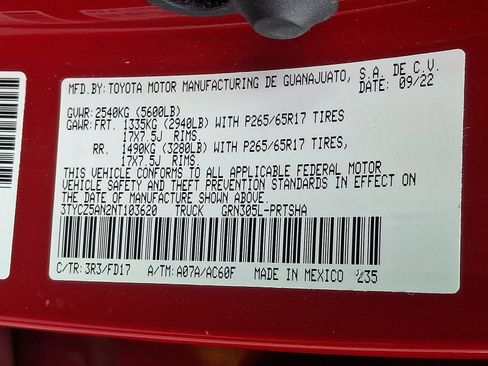 MFD.BY: TOYOTA MOTOR MANUFACTURING DE GUANAJUATO, S.A. DE C.V.
DATE: 09/22
GVWR: 2540KG (5600LB)
GAWR: FRT. 1335KG (2940LB) WITH P265/65R17 TIRES
17X7.5J RIMS.
RR. 1490KG (3280LB) WITH P265/65R17 TIRES,
17X7.5J RIMS.
THIS VEHICLE CONFORMS TO ALL APPLICABLE FEDERAL MOTOR
VEHICLE SAFETY AND THEFT PREVENTION STANDARDS IN EFFECT ON
THE DATE OF MANUFACTURE SHOWN ABOVE.
3TYCZ5AN2NT103620 TRUCK GRN305L-PRTSHA
C/TR: 3R3/FD17 A/TM: A07A/AC60F MADE IN MEXICO 235